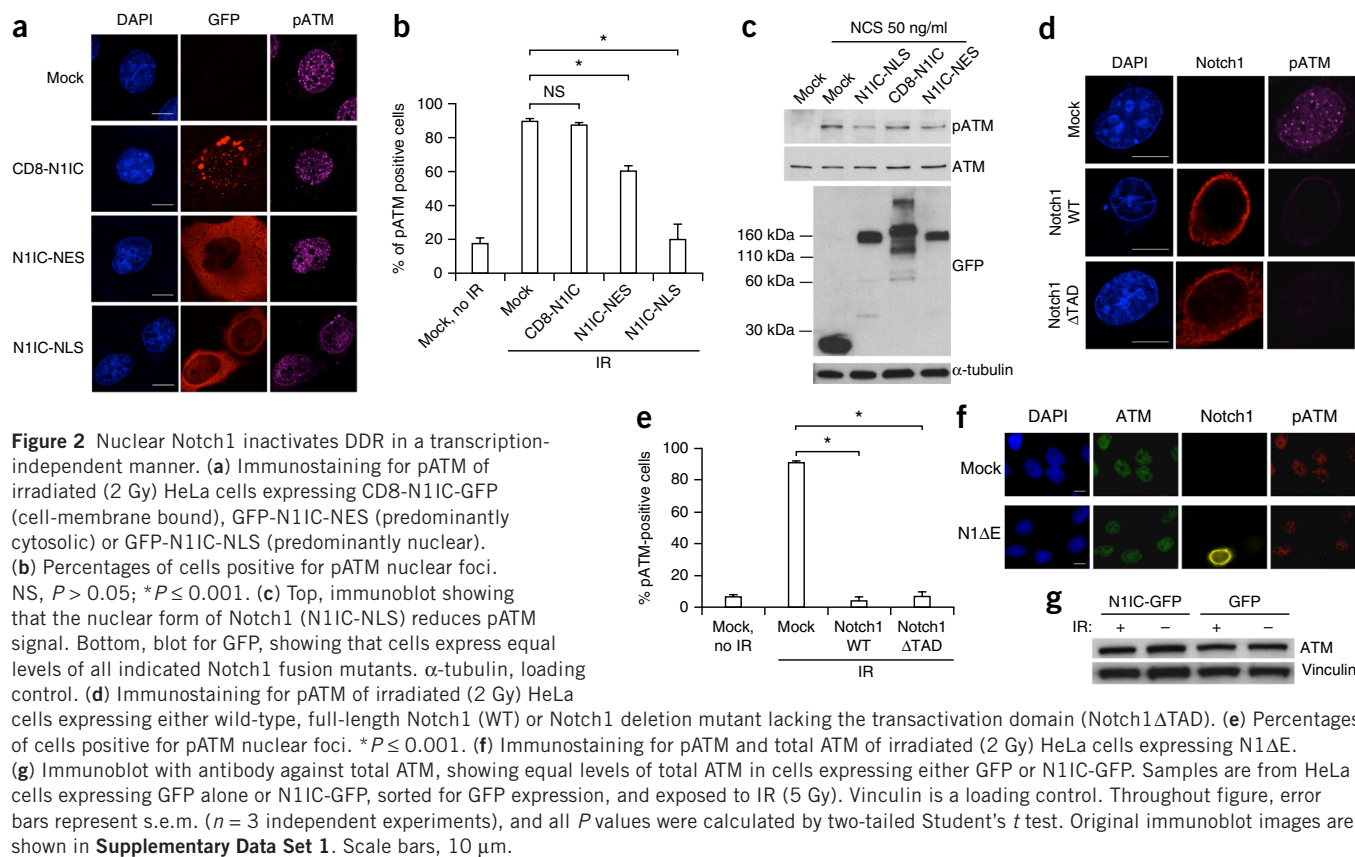 a
DAPI GFP pATM
Mock
CD8-N1IC
N1IC-NES
N1IC-NLS
b
*
*
NS
% of pATM positive cells
100
80
60
40
20
0
Mock, no IR
Mock
CD8-N1IC
N1IC-NES
N1IC-NLS
IR
c
NCS 50 ng/ml
Mock
Mock
N1IC-NLS
CD8-N1IC
N1IC-NES
pATM
ATM
160 kDa
110 kDa
60 kDa
30 kDa
GFP
α-tubulin
d
DAPI Notch1 pATM
Mock
Notch1 WT
Notch1 ΔTAD
e
*
*
% pATM-positive cells
100
80
60
40
20
0
Mock, no IR
Mock
Notch1 WT
Notch1 ΔTAD
IR
f
DAPI ATM Notch1 pATM
Mock
N1ΔE
g
N1IC-GFP GFP
IR: + – + –
ATM
Vinculin
Figure 2 Nuclear Notch1 inactivates DDR in a transcription-
independent manner. (a) Immunostaining for pATM of
irradiated (2 Gy) HeLa cells expressing CD8-N1IC-GFP
(cell-membrane bound), GFP-N1IC-NES (predominantly
cytosolic) or GFP-N1IC-NLS (predominantly nuclear).
(b) Percentages of cells positive for pATM nuclear foci.
NS, P > 0.05; *P ≤ 0.001. (c) Top, immunoblot showing
that the nuclear form of Notch1 (N1IC-NLS) reduces pATM
signal. Bottom, blot for GFP, showing that cells express equal
levels of all indicated Notch1 fusion mutants. α-tubulin, loading
control. (d) Immunostaining for pATM of irradiated (2 Gy) HeLa
cells expressing either wild-type, full-length Notch1 (WT) or Notch1 deletion mutant lacking the transactivation domain (Notch1ΔTAD). (e) Percentages
of cells positive for pATM nuclear foci. *P ≤ 0.001. (f) Immunostaining for pATM and total ATM of irradiated (2 Gy) HeLa cells expressing N1ΔE.
(g) Immunoblot with antibody against total ATM, showing equal levels of total ATM in cells expressing either GFP or N1IC-GFP. Samples are from HeLa
cells expressing GFP alone or N1IC-GFP, sorted for GFP expression, and exposed to IR (5 Gy). Vinculin is a loading control. Throughout figure, error
bars represent s.e.m. (n = 3 independent experiments), and all P values were calculated by two-tailed Student's t test. Original immunoblot images are
shown in Supplementary Data Set 1. Scale bars, 10 μm.